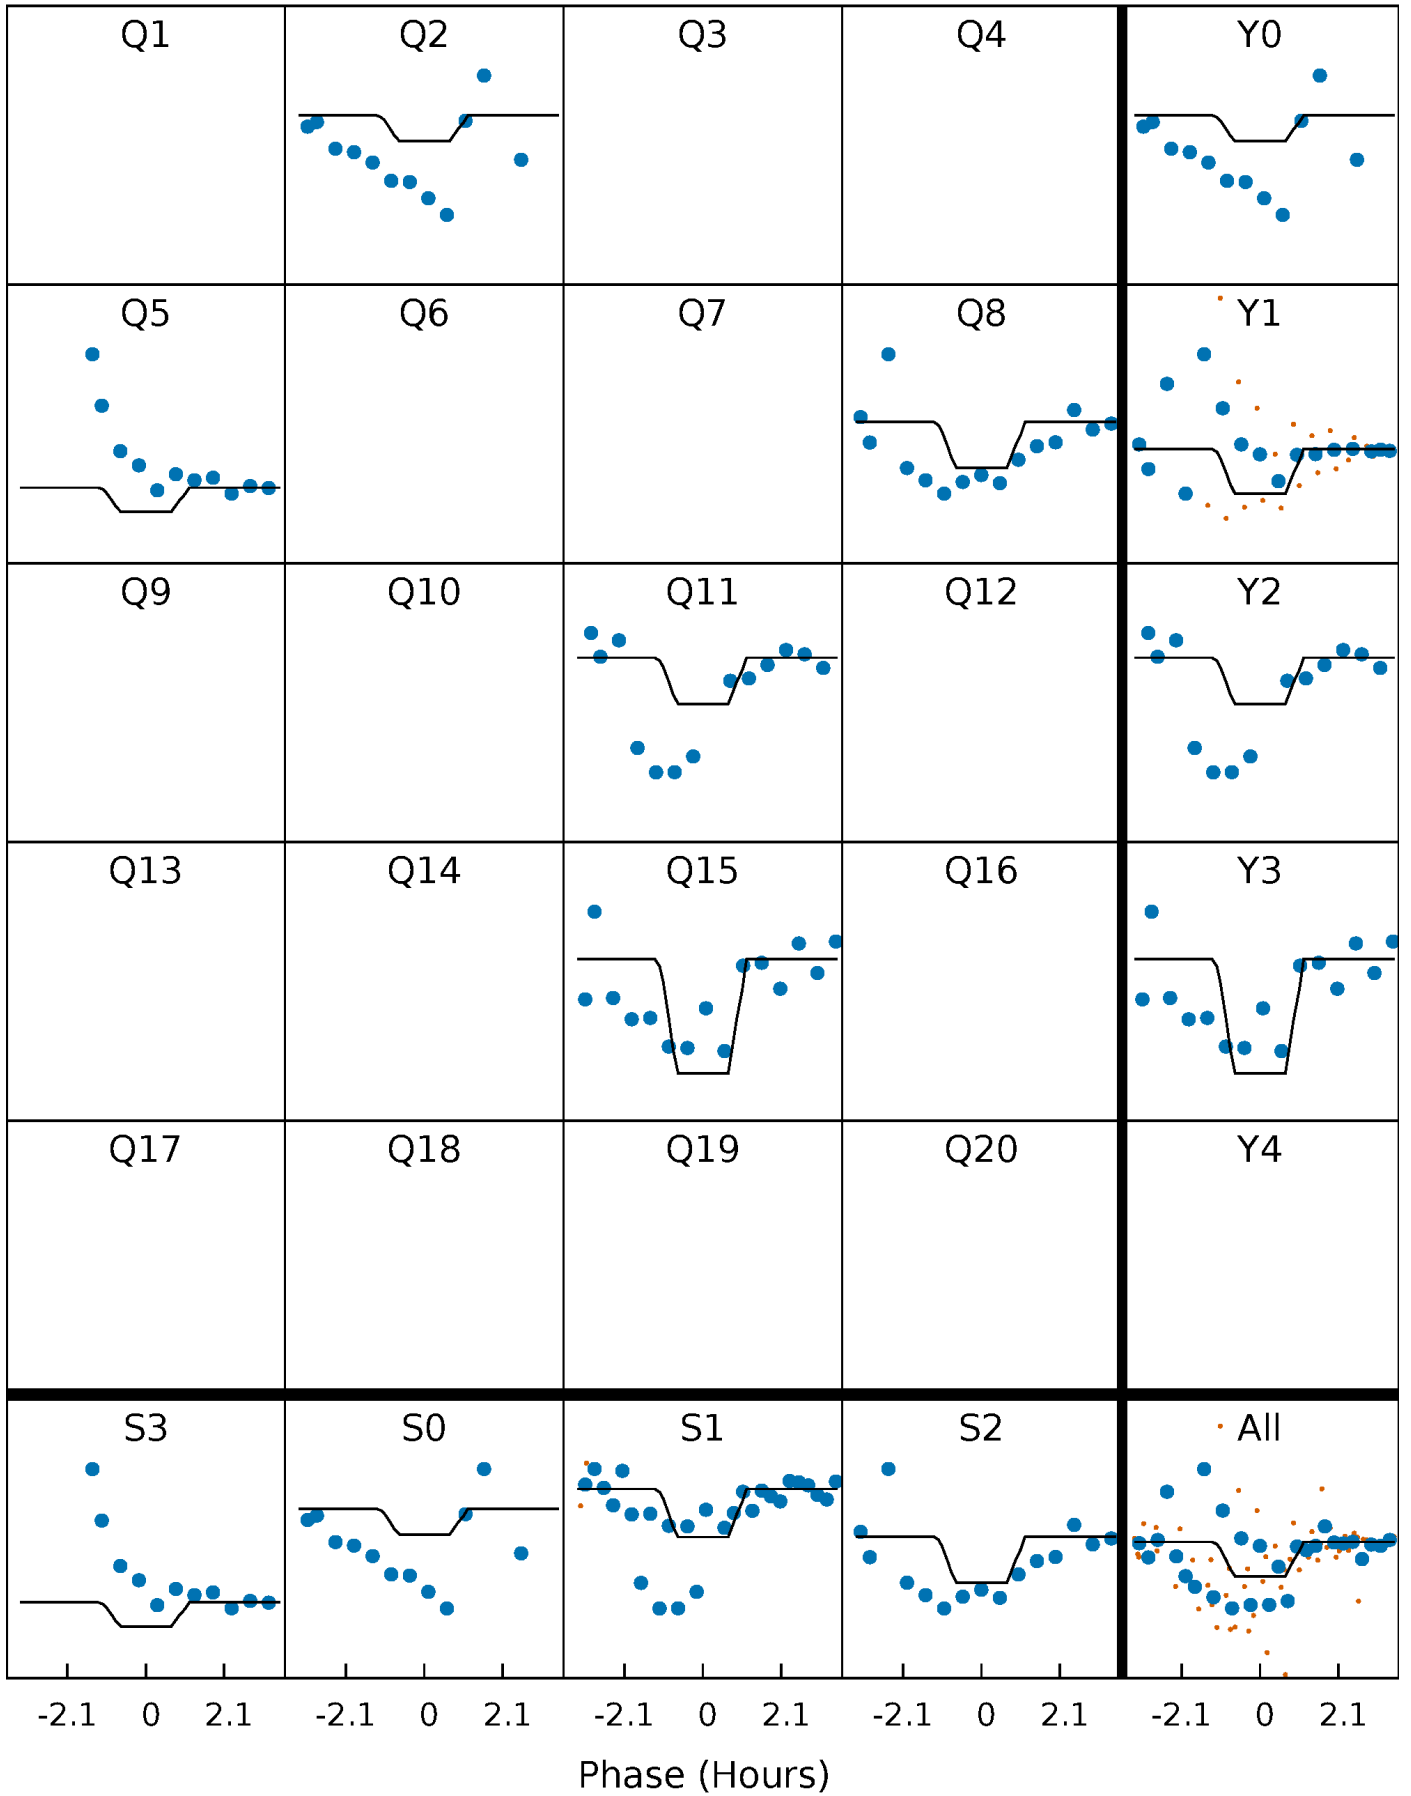 Q1 Q2 Q3 Q4 Y0
Q5 Q6 Q7 Q8 Y1
Q9 Q10 Q11 Q12 Y2
Q13 Q14 Q15 Q16 Y3
Q17 Q18 Q19 Q20 Y4
S3 S0 S1 S2 All
-2.1 0 2.1 -2.1 0 2.1 -2.1 0 2.1 -2.1 0 2.1 -2.1 0 2.1
Phase (Hours)